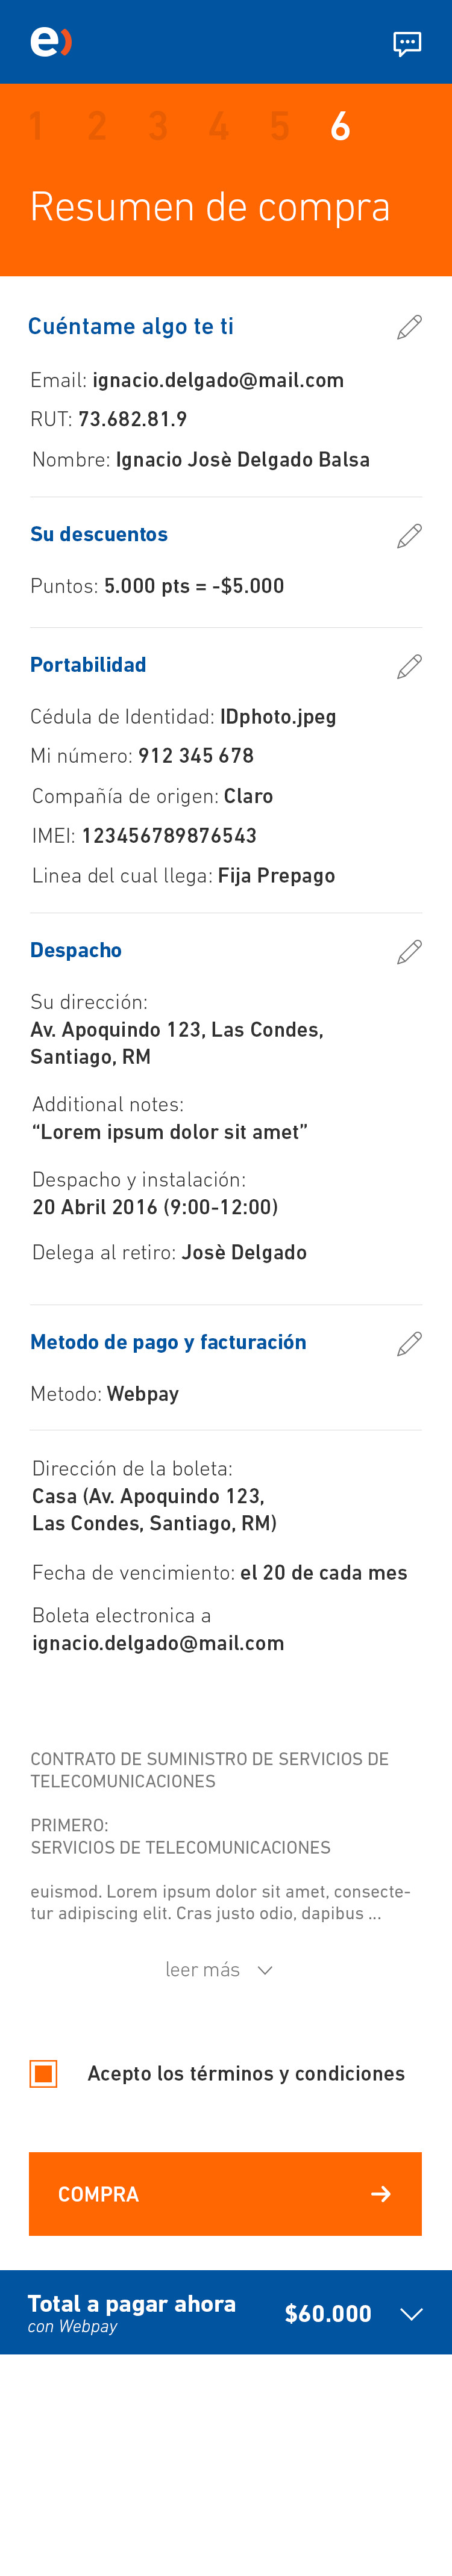 e)
1 2 3 4 5 6
Resumen de compra
Cuéntame algo te ti
Email: ignacio.delgado@mail.com
RUT: 73.682.81.9
Nombre: Ignacio Josè Delgado Balsa
Su descuentos
Puntos: 5.000 pts = -$5.000
Portabilidad
Cédula de Identidad: IDphoto.jpeg
Mi número: 912 345 678
Compañía de origen: Claro
IMEI: 123456789876543
Linea del cual llega: Fija Prepago
Despacho
Su dirección:
Av. Apoquindo 123, Las Condes,
Santiago, RM
Additional notes:
“Lorem ipsum dolor sit amet”
Despacho y instalación:
20 Abril 2016 (9:00-12:00)
Delega al retiro: Josè Delgado
Metodo de pago y facturación
Metodo: Webpay
Dirección de la boleta:
Casa (Av. Apoquindo 123,
Las Condes, Santiago, RM)
Fecha de vencimiento: el 20 de cada mes
Boleta electronica a
ignacio.delgado@mail.com
CONTRATO DE SUMINISTRO DE SERVICIOS DE
TELECOMUNICACIONES
PRIMERO:
SERVICIOS DE TELECOMUNICACIONES
euismod. Lorem ipsum dolor sit amet, consecte-
tur adipiscing elit. Cras justo odio, dapibus ...
leer más
Acepto los términos y condiciones
COMPRA
Total a pagar ahora $60.000
con Webpay